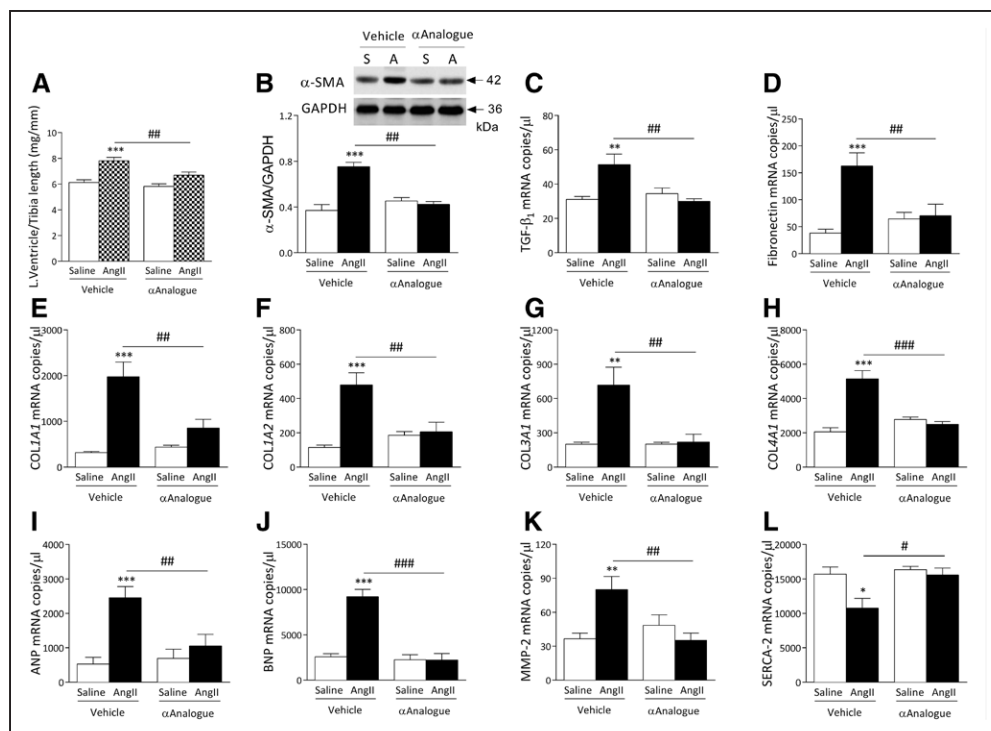 Vehicle αAnalogue
S A S A
α-SMA 42
GAPDH 36
kDa
A
L.Ventricle/Tibia length (mg/mm)
10
8
6
4
2
0
***
##
Saline AngII Saline AngII
Vehicle αAnalogue
B
α-SMA/GAPDH
1.2
0.8
0.4
0.0
***
##
Saline AngII Saline AngII
Vehicle αAnalogue
C
TGF-β1 mRNA copies/μl
80
60
40
20
0
**
##
Saline AngII Saline AngII
Vehicle αAnalogue
D
Fibronectin mRNA copies/μl
250
200
150
100
50
0
***
##
Saline AngII Saline AngII
Vehicle αAnalogue
E
COL1A1 mRNA copies/μl
3000
2000
1000
0
***
##
Saline AngII Saline AngII
Vehicle αAnalogue
F
COL1A2 mRNA copies/μl
800
600
400
200
0
***
##
Saline AngII Saline AngII
Vehicle αAnalogue
G
COL3A1 mRNA copies/μl
1200
900
600
300
0
**
##
Saline AngII Saline AngII
Vehicle αAnalogue
H
COL4A1 mRNA copies/μl
8000
6000
4000
2000
0
***
###
Saline AngII Saline AngII
Vehicle αAnalogue
I
ANP mRNA copies/μl
4000
3000
2000
1000
0
***
##
Saline AngII Saline AngII
Vehicle αAnalogue
J
BNP mRNA copies/μl
15000
10000
5000
0
***
###
Saline AngII Saline AngII
Vehicle αAnalogue
K
MMP-2 mRNA copies/μl
120
90
60
30
0
**
##
Saline AngII Saline AngII
Vehicle αAnalogue
L
SERCA-2 mRNA copies/μl
20000
15000
10000
5000
0
*
#
Saline AngII Saline AngII
Vehicle αAnalogue